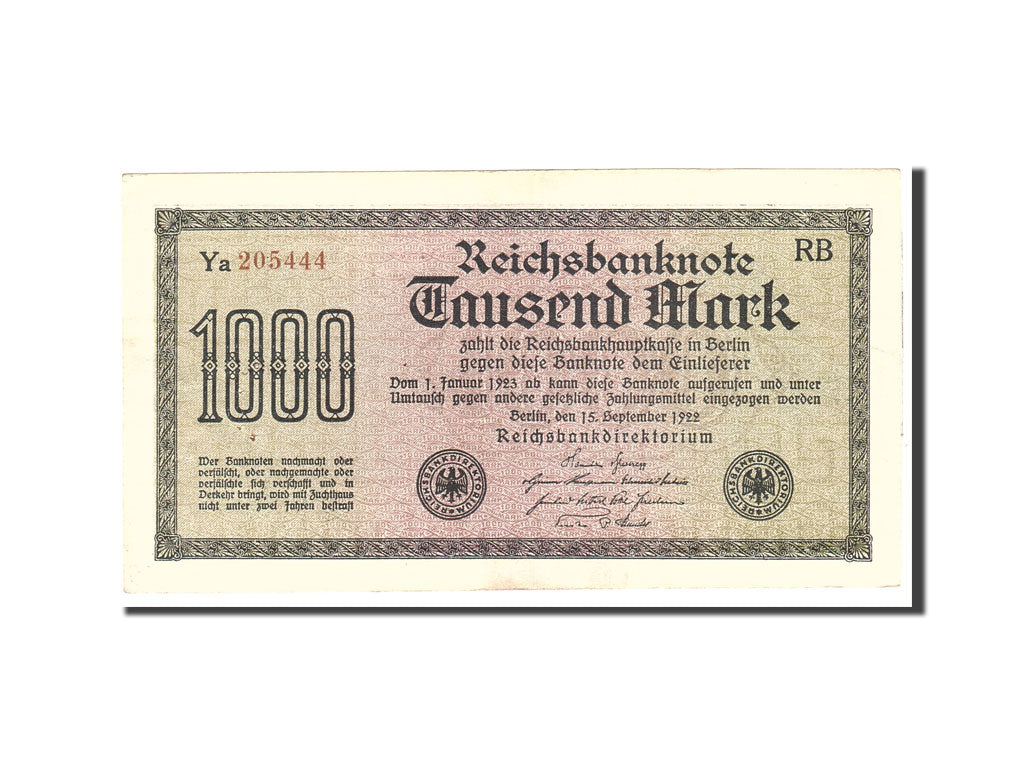 Ya 205444
RB
1000
Reichsbanknote
Tausend Mark
zahlt die Reichsbankhauptkasse in Berlin
gegen diese Banknote dem Einlieferer
Vom 1. Januar 1923 ab kann diese Banknote aufgerufen und unter
Umtausch gegen andere gesetzliche Zahlungsmittel eingezogen werden
Berlin, den 15. September 1922
Reichsbankdirektorium
Wer Banknoten nachmacht oder
verfälscht, oder nachgemachte oder
verfälschte sich verschafft und in
Verkehr bringt, wird mit Zuchthaus
nicht unter zwei Jahren bestraft
REICHSBANKDIREKTORIUM
REICHSBANKDIREKTORIUM